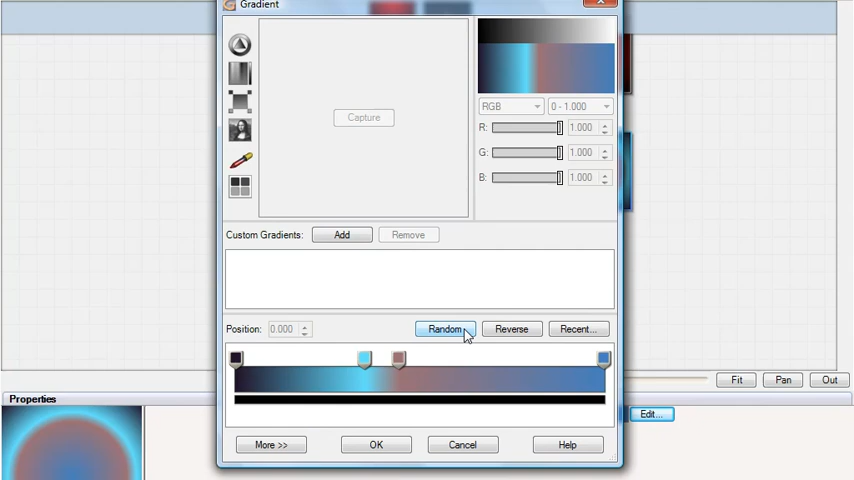 Gradient
Capture
RGB 0 - 1.000
R: 1.000
G: 1.000
B: 1.000
Custom Gradients: Add Remove
Position: 0.000 Random Reverse Recent...
Fit Pan Out
Properties
Edit...
More >> OK Cancel Help